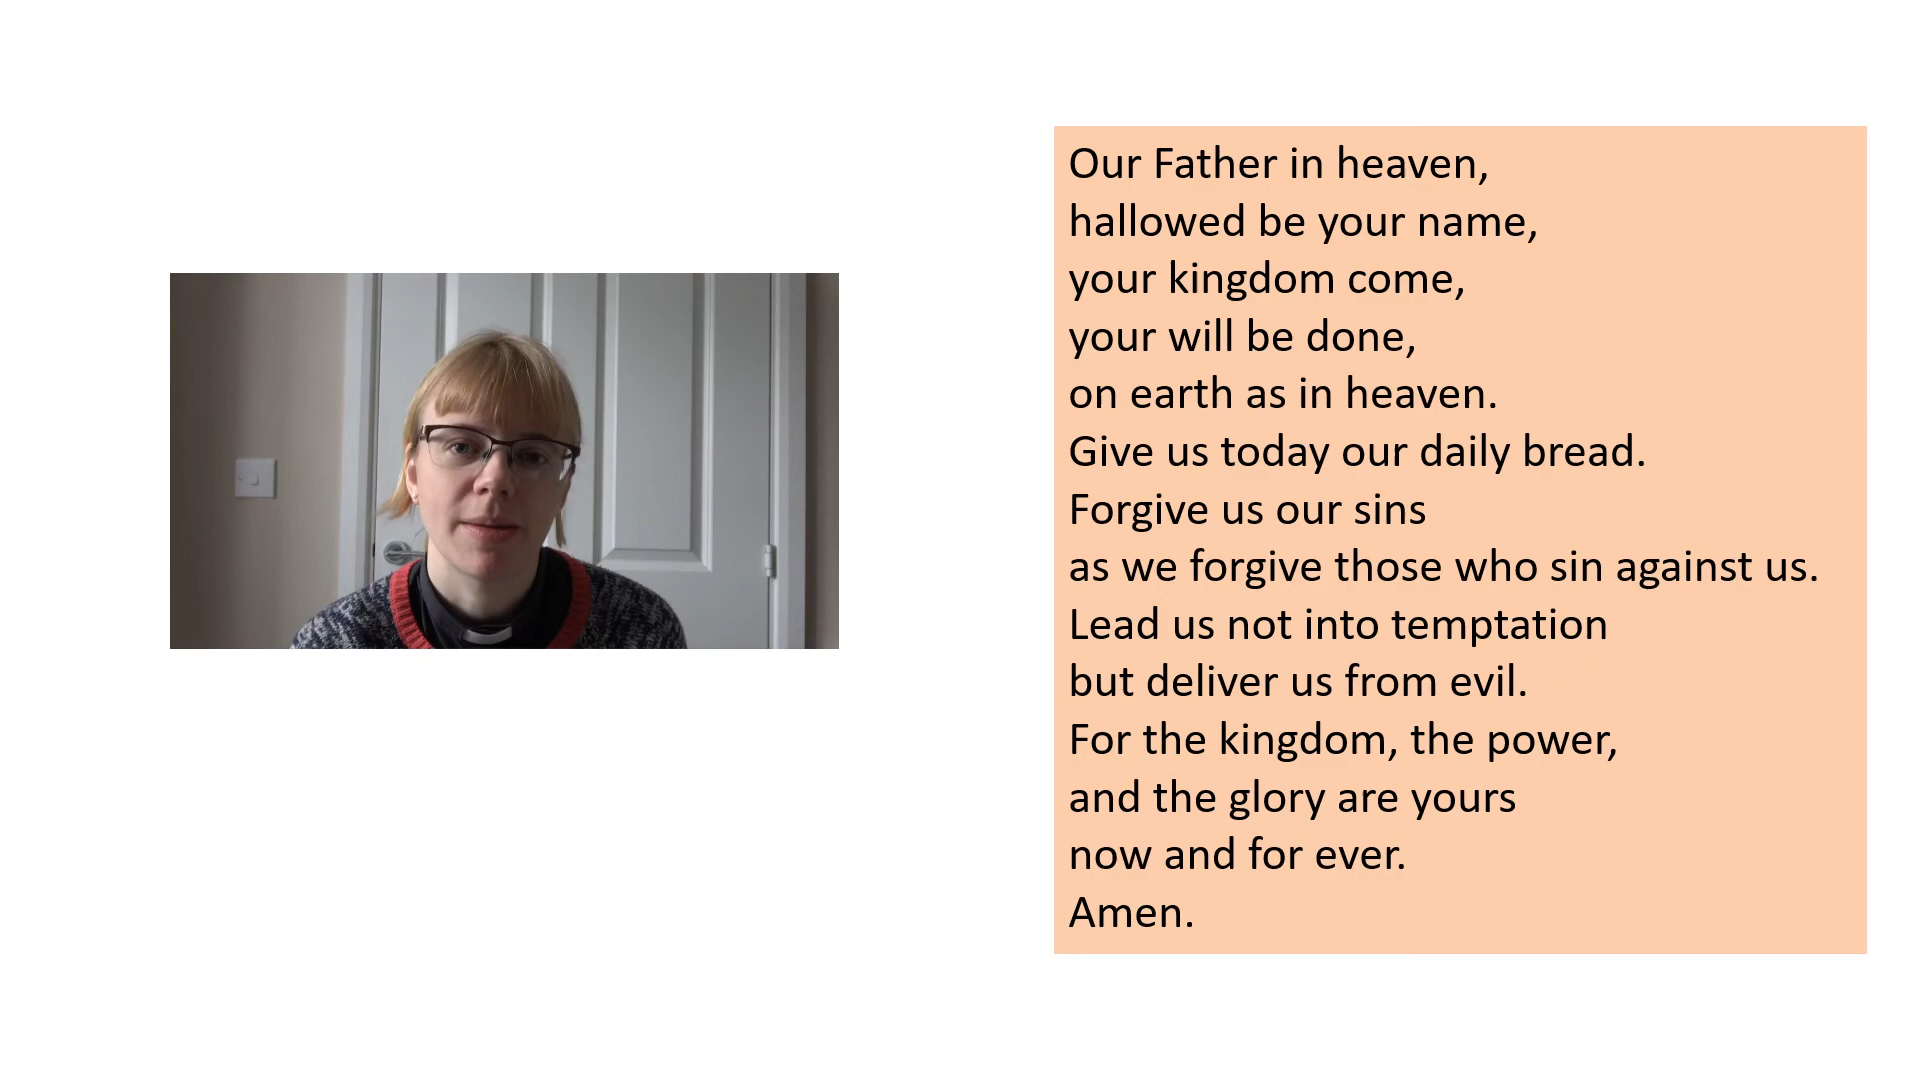 Our Father in heaven,
hallowed be your name,
your kingdom come,
your will be done,
on earth as in heaven.
Give us today our daily bread.
Forgive us our sins
as we forgive those who sin against us.
Lead us not into temptation
but deliver us from evil.
For the kingdom, the power,
and the glory are yours
now and for ever.
Amen.